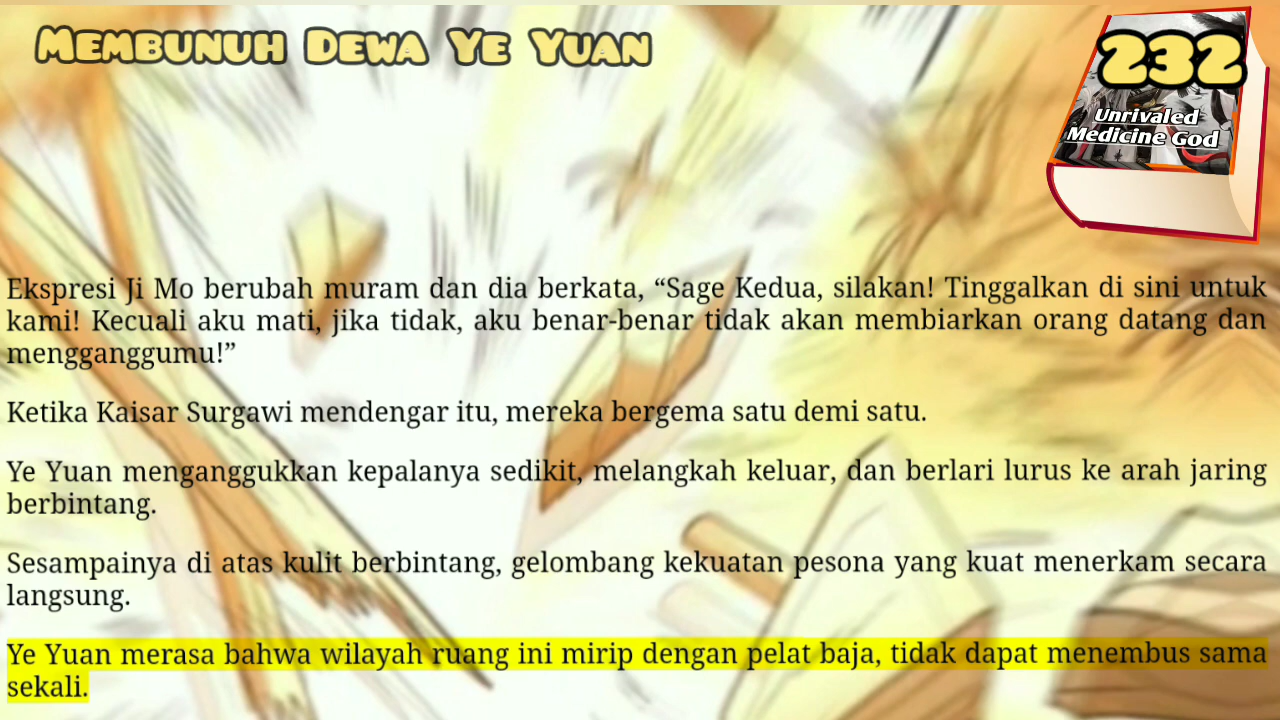 Membunuh Dewa Ye Yuan
232
Unrivaled
Medicine God
Ekspresi Ji Mo berubah muram dan dia berkata, “Sage Kedua, silakan! Tinggalkan di sini untuk
kami! Kecuali aku mati, jika tidak, aku benar-benar tidak akan membiarkan orang datang dan
mengganggumu!”
Ketika Kaisar Surgawi mendengar itu, mereka bergema satu demi satu.
Ye Yuan menganggukkan kepalanya sedikit, melangkah keluar, dan berlari lurus ke arah jaring
berbintang.
Sesampainya di atas kulit berbintang, gelombang kekuatan pesona yang kuat menerkam secara
langsung.
Ye Yuan merasa bahwa wilayah ruang ini mirip dengan pelat baja, tidak dapat menembus sama
sekali.